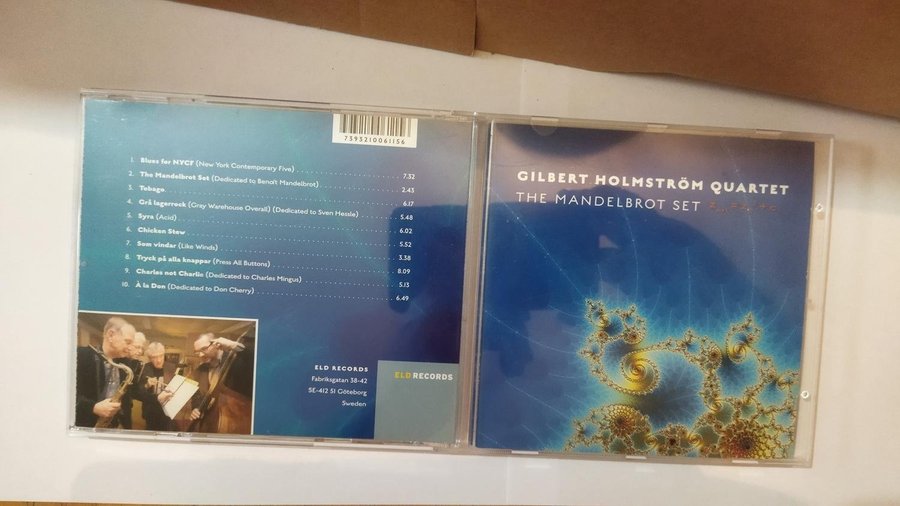 7393210061156
1. Blues for NYCF (New York Contemporary Five) 7.32
2. The Mandelbrot Set (Dedicated to Benoît Mandelbrot) 2.43
3. Tobago 6.17
4. Grå lagerrock (Gray Warehouse Overall) (Dedicated to Sven Hessle) 5.48
5. Syra (Acid) 6.02
6. Chicken Stew 5.52
7. Som vindar (Like Winds) 3.38
8. Tryck på alla knappar (Press All Buttons) 8.09
9. Charles not Charlie (Dedicated to Charles Mingus) 5.13
10. À la Don (Dedicated to Don Cherry) 6.49
ELD RECORDS
Fabriksgatan 38-42
SE-412 51 Göteborg
Sweden
ELD RECORDS
GILBERT HOLMSTRÖM QUARTET
THE MANDELBROT SET